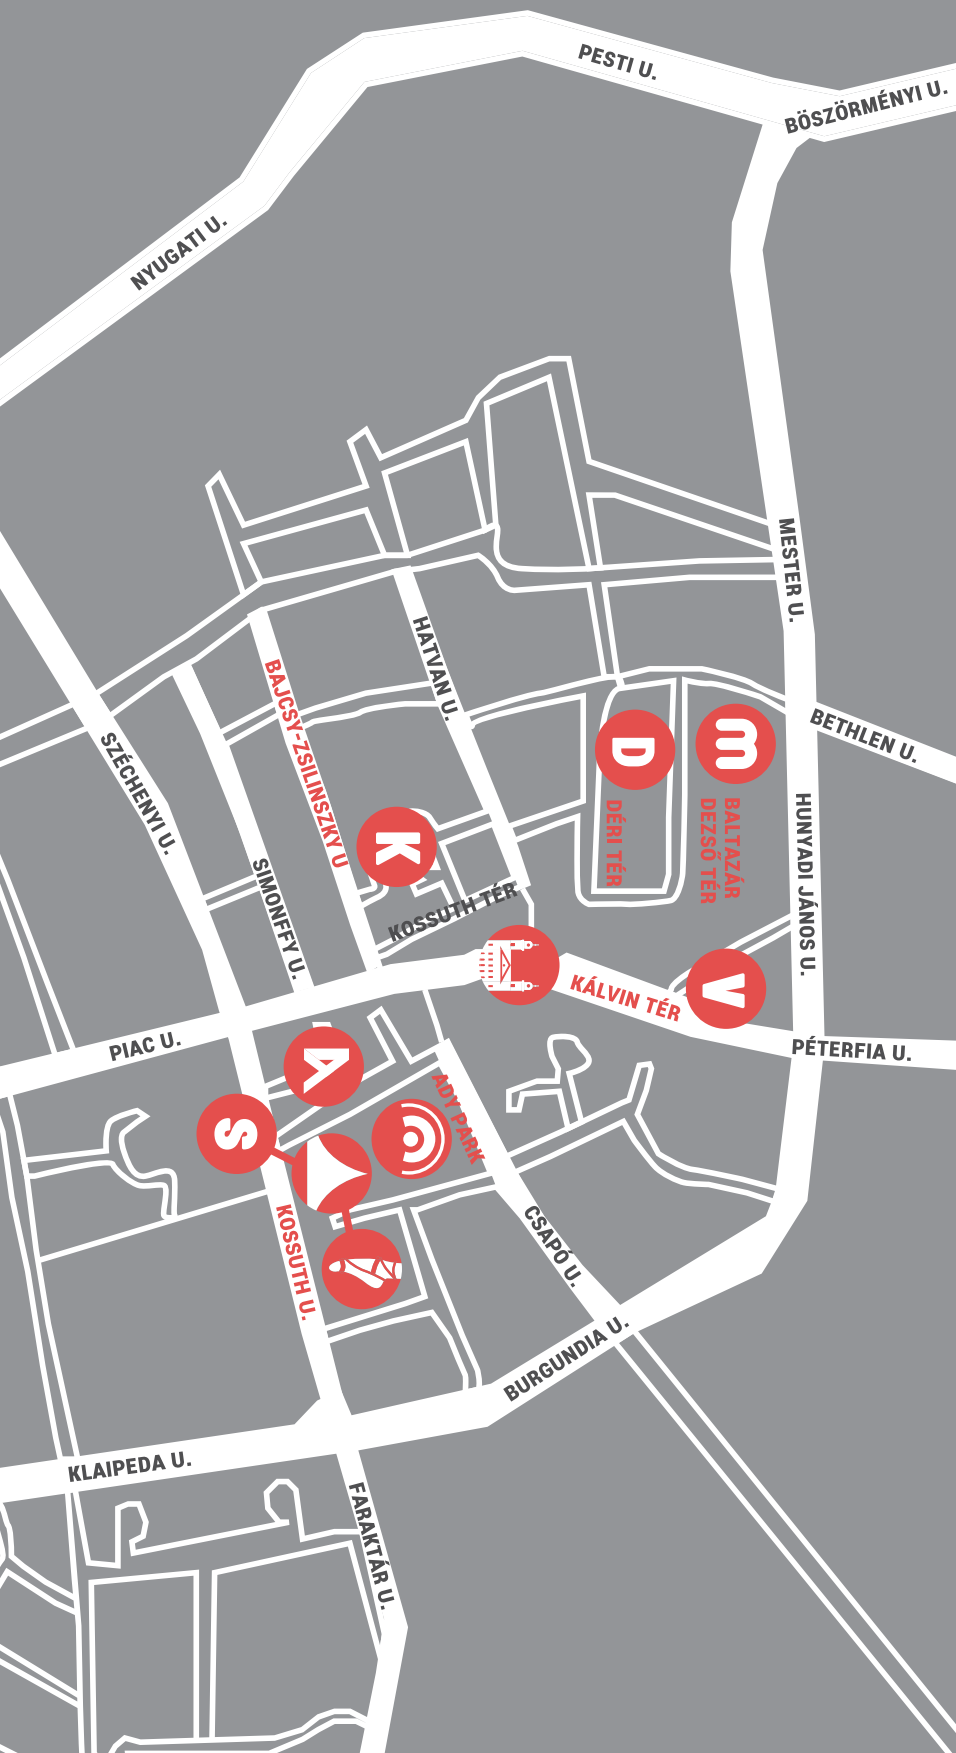 PESTI U.
BÖSZÖRMÉNYI U.
NYUGATI U.
MESTER U.
HATVAN U.
BAJCSY-ZSILINSZKY U
BETHLEN U.
SZÉCHENYI U.
m
D
BALTAZÁR
DEZSŐ TÉR
DÉRI TÉR
HUNYADI JÁNOS U.
K
SIMONFFY U.
KOSSUTH TÉR
KÁLVIN TÉR
V
PIAC U.
PÉTERFIA U.
A
ADY PARK
S
KOSSUTH U.
CSAPÓ U.
BURGUNDIA U.
KLAIPEDA U.
FARAKTÁR U.